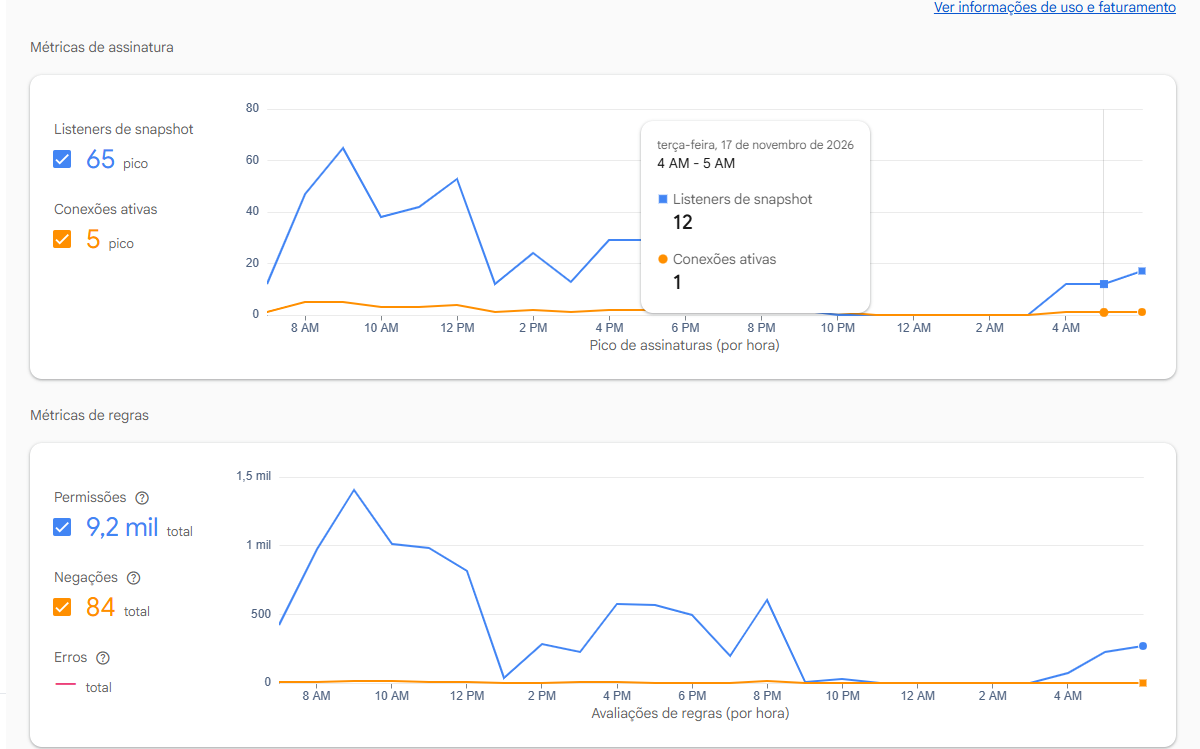 Ver informações de uso e faturamento
Métricas de assinatura
Listeners de snapshot
65 pico
Conexões ativas
5 pico
80
60
40
20
0
terça-feira, 17 de novembro de 2026
4 AM - 5 AM
Listeners de snapshot
12
Conexões ativas
1
8 AM 10 AM 12 PM 2 PM 4 PM 6 PM 8 PM 10 PM 12 AM 2 AM 4 AM
Pico de assinaturas (por hora)
Métricas de regras
Permissões ?
9,2 mil total
Negações ?
84 total
Erros ?
total
1,5 mil
1 mil
500
0
8 AM 10 AM 12 PM 2 PM 4 PM 6 PM 8 PM 10 PM 12 AM 2 AM 4 AM
Avaliações de regras (por hora)